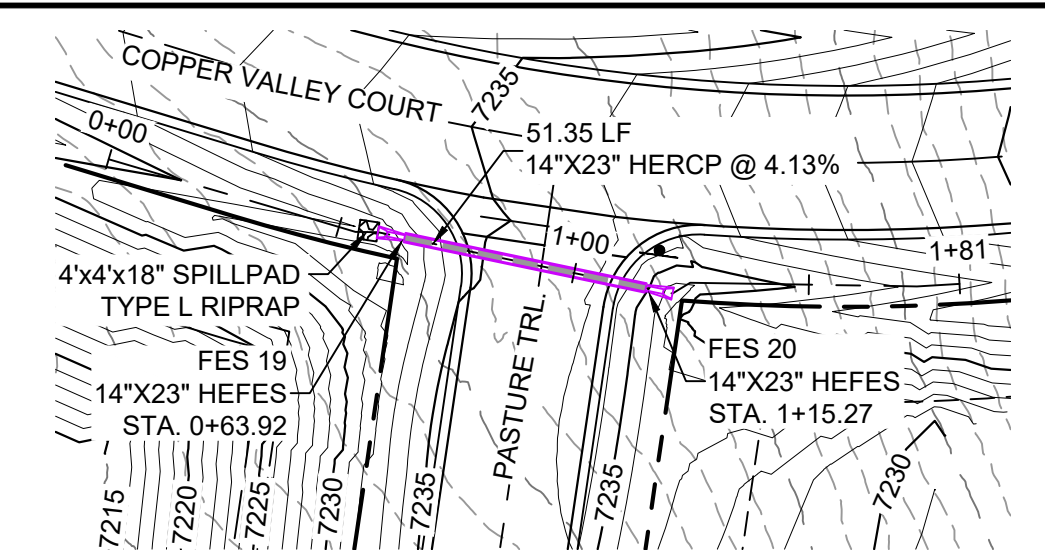 COPPER VALLEY COURT
7235
0+00
51.35 LF
14"X23" HERCP @ 4.13%
1+00
1+81
4'x4'x18" SPILLPAD
TYPE L RIPRAP
FES 19
14"X23" HEFES
STA. 0+63.92
PASTURE TRL.
FES 20
14"X23" HEFES
STA. 1+15.27
7215
7220
7225
7230
7235
7235
7230